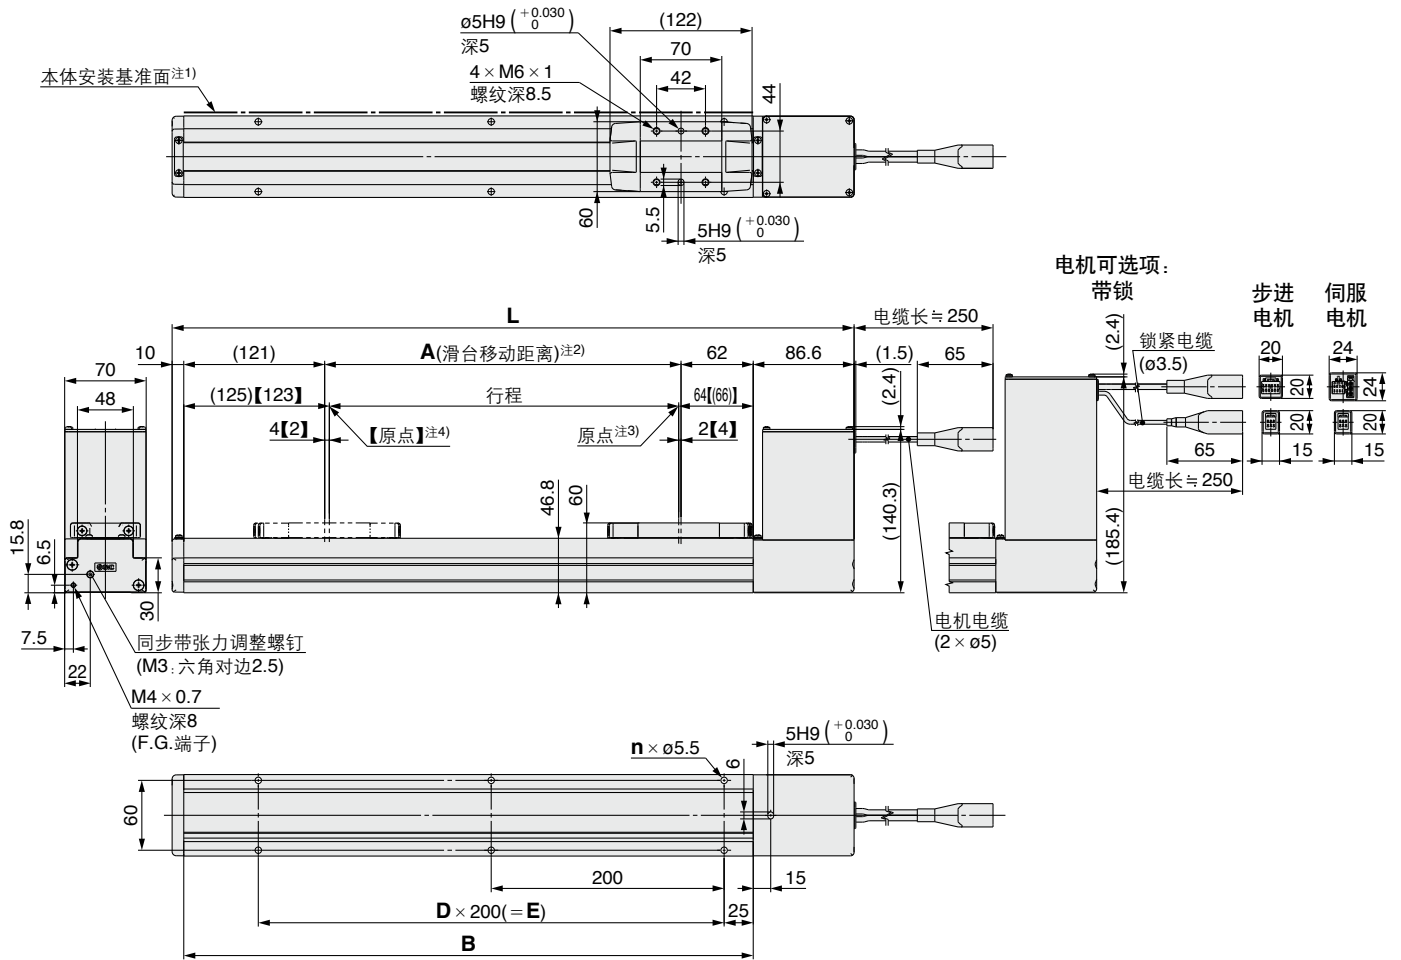 ø5H9 ( +0.030 0 )
深5
(122)
70
42
44
4×M6×1
螺纹深8.5
本体安装基准面注1)
60
5.5
5H9 ( +0.030 0 )
深5
电机可选项：
带锁
步进
电机
伺服
电机
L
电缆长≒250
(2.4)
锁紧电缆
(ø3.5)
20
24
10
(121)
A(滑台移动距离)注2)
62
86.6
(1.5)
65
70
48
(125)【123】
行程
64【(66)】
(2.4)
20
24
4【2】
【原点】注4)
原点注3)
2【4】
20
20
65
15
15
电缆长≒250
46.8
60
(140.3)
(185.4)
15.8
6.5
30
SMC
7.5
22
同步带张力调整螺钉
(M3：六角对边2.5)
M4×0.7
螺纹深8
(F.G.端子)
电机电缆
(2×ø5)
n×ø5.5
6
5H9 ( +0.030 0 )
深5
60
200
15
D×200(=E)
25
B